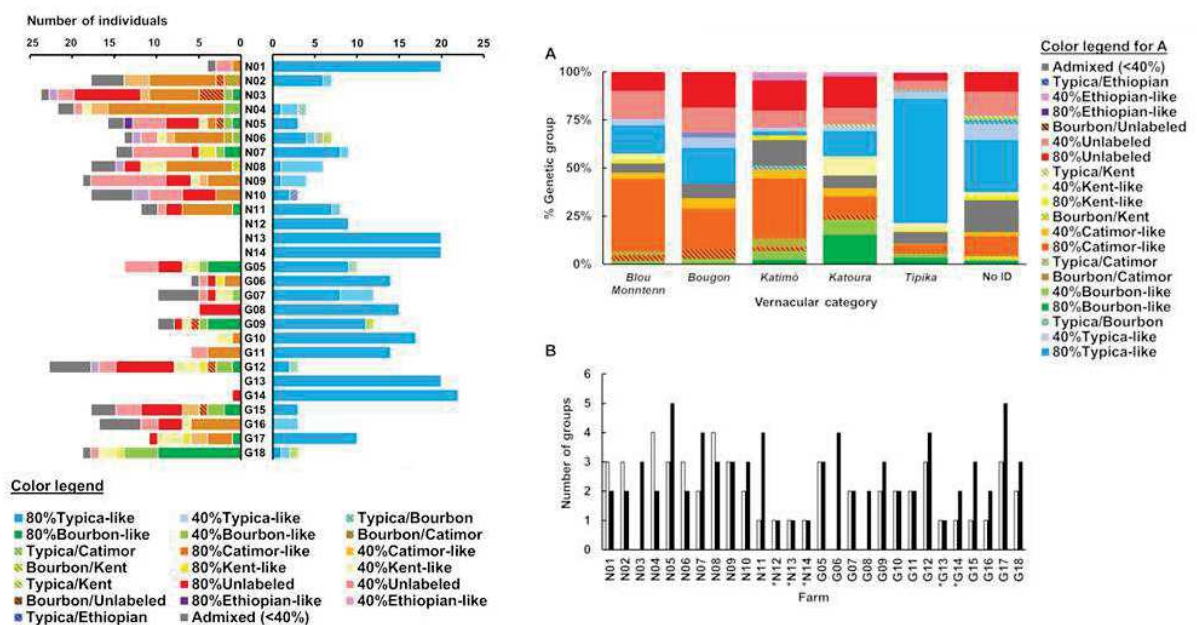 Number of individuals
25 20 15 10 5 0 0 5 10 15 20 25
N01
N02
N03
N04
N05
N06
N07
N08
N09
N10
N11
N12
N13
N14
G05
G06
G07
G08
G09
G10
G11
G12
G13
G14
G15
G16
G17
G18
Color legend
80%Typica-like 40%Typica-like Typica/Bourbon
80%Bourbon-like 40%Bourbon-like Bourbon/Catimor
Typica/Catimor 80%Catimor-like 40%Catimor-like
Bourbon/Kent 80%Kent-like 40%Kent-like
Typica/Kent 80%Unlabeled 40%Unlabeled
Bourbon/Unlabeled 80%Ethiopian-like 40%Ethiopian-like
Typica/Ethiopian Admixed (<40%)
A
% Genetic group
100%
75%
50%
25%
0%
Blou Bougon Katimò Katoura Tipika No ID
Monntenn
Vernacular category
Color legend for A
Admixed (<40%)
Typica/Ethiopian
40%Ethiopian-like
80%Ethiopian-like
Bourbon/Unlabeled
40%Unlabeled
80%Unlabeled
Typica/Kent
40%Kent-like
80%Kent-like
Bourbon/Kent
40%Catimor-like
80%Catimor-like
Typica/Catimor
Bourbon/Catimor
40%Bourbon-like
80%Bourbon-like
Typica/Bourbon
40%Typica-like
80%Typica-like
B
Number of groups
6
5
4
3
2
1
0
N01 N02 N03 N04 N05 N06 N07 N08 N09 N10 N11 *N12 *N13 *N14 G05 G06 G07 G08 G09 G10 G11 G12 *G13 *G14 G15 G16 G17 G18
Farm